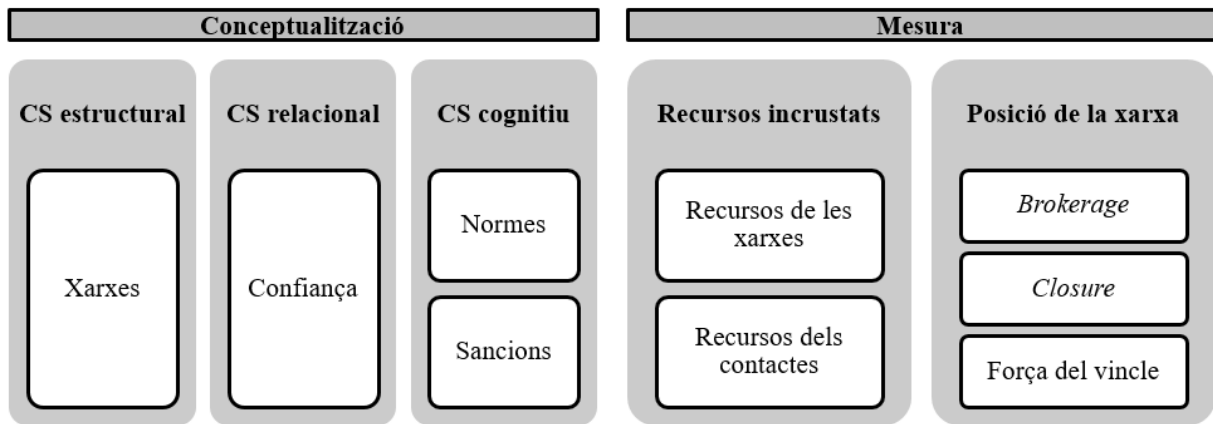 Conceptualització
Mesura
CS estructural
CS relacional
CS cognitiu
Recursos incrustats
Posició de la xarxa
Xarxes
Confiança
Normes
Sancions
Recursos de les
xarxes
Recursos dels
contactes
Brokerage
Closure
Força del vincle